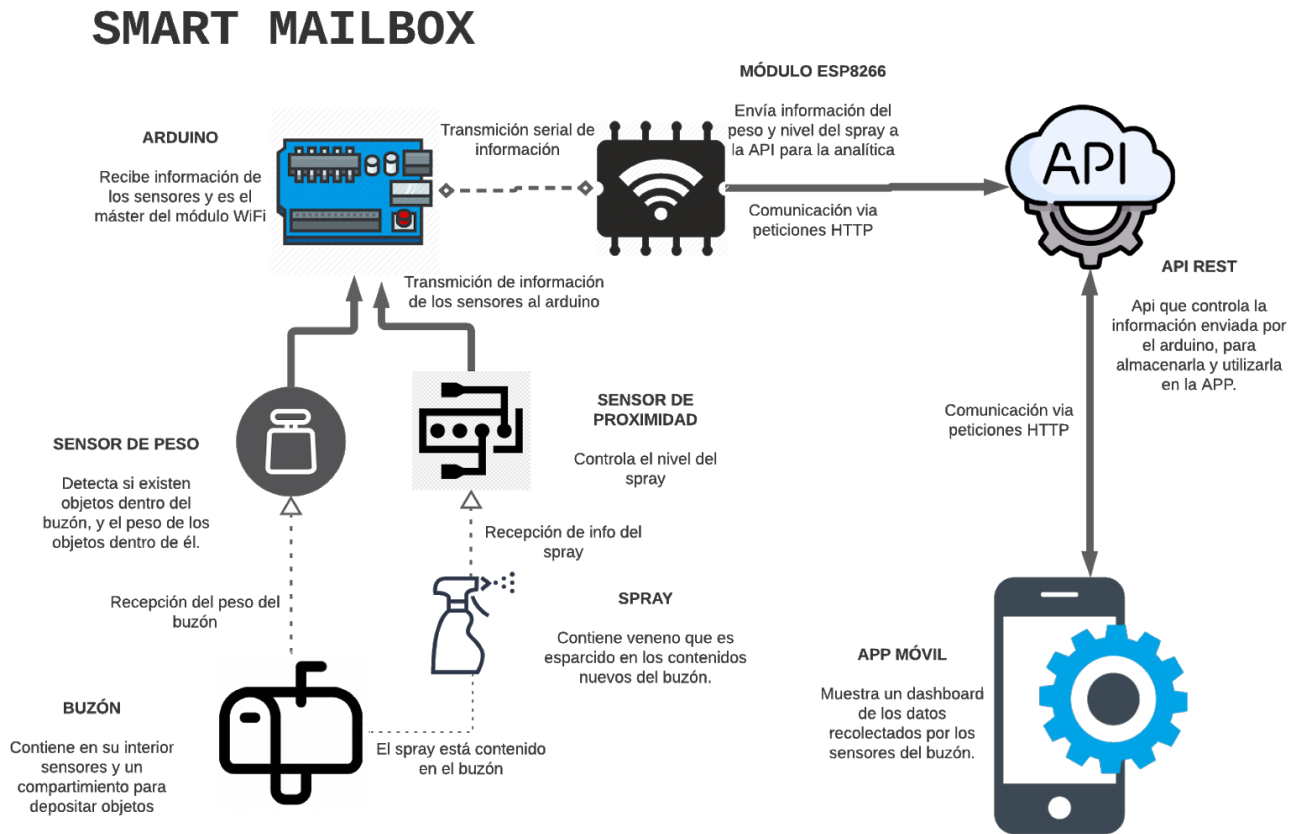 SMART MAILBOX
MÓDULO ESP8266
Envía información del
peso y nivel del spray a
la API para la analítica
ARDUINO
Recibe información de
los sensores y es el
máster del módulo WiFi
Transmición serial de
información
Comunicación via
peticiones HTTP
API
API REST
Api que controla la
información enviada por
el arduino, para
almacenarla y utilizarla
en la APP.
Transmición de información
de los sensores al arduino
SENSOR DE PESO
Detecta si existen
objetos dentro del
buzón, y el peso de los
objetos dentro de él.
SENSOR DE
PROXIMIDAD
Controla el nivel del
spray
Comunicación via
peticiones HTTP
Recepción de info del
spray
Recepción del peso del
buzón
SPRAY
Contiene veneno que es
esparcido en los contenidos
nuevos del buzón.
BUZÓN
Contiene en su interior
sensores y un
compartimiento para
depositar objetos
El spray está contenido
en el buzón
APP MÓVIL
Muestra un dashboard
de los datos
recolectados por los
sensores del buzón.